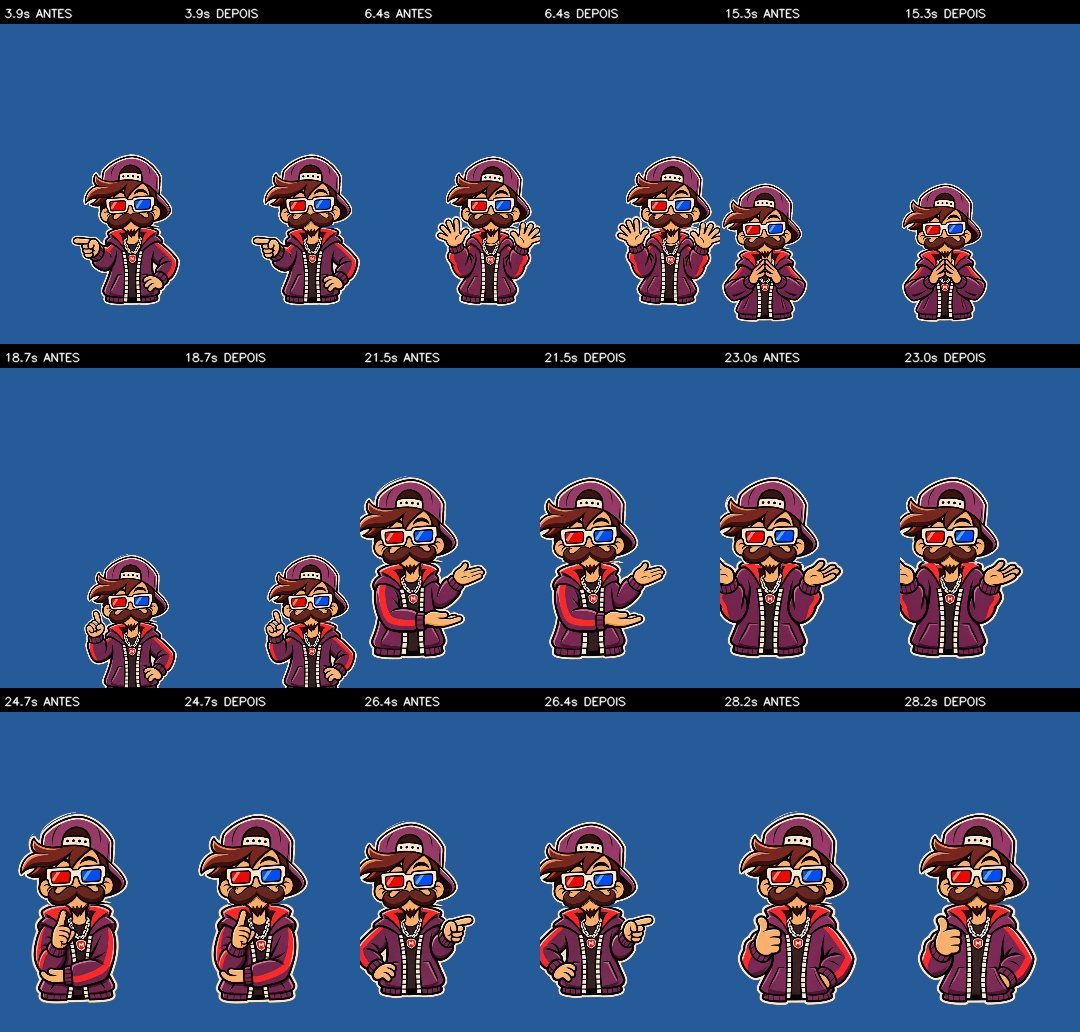 3.9s ANTES 3.9s DEPOIS 6.4s ANTES 6.4s DEPOIS 15.3s ANTES 15.3s DEPOIS
M M M M M M
18.7s ANTES 18.7s DEPOIS 21.5s ANTES 21.5s DEPOIS 23.0s ANTES 23.0s DEPOIS
M M M M M M
24.7s ANTES 24.7s DEPOIS 26.4s ANTES 26.4s DEPOIS 28.2s ANTES 28.2s DEPOIS
M M M M M M